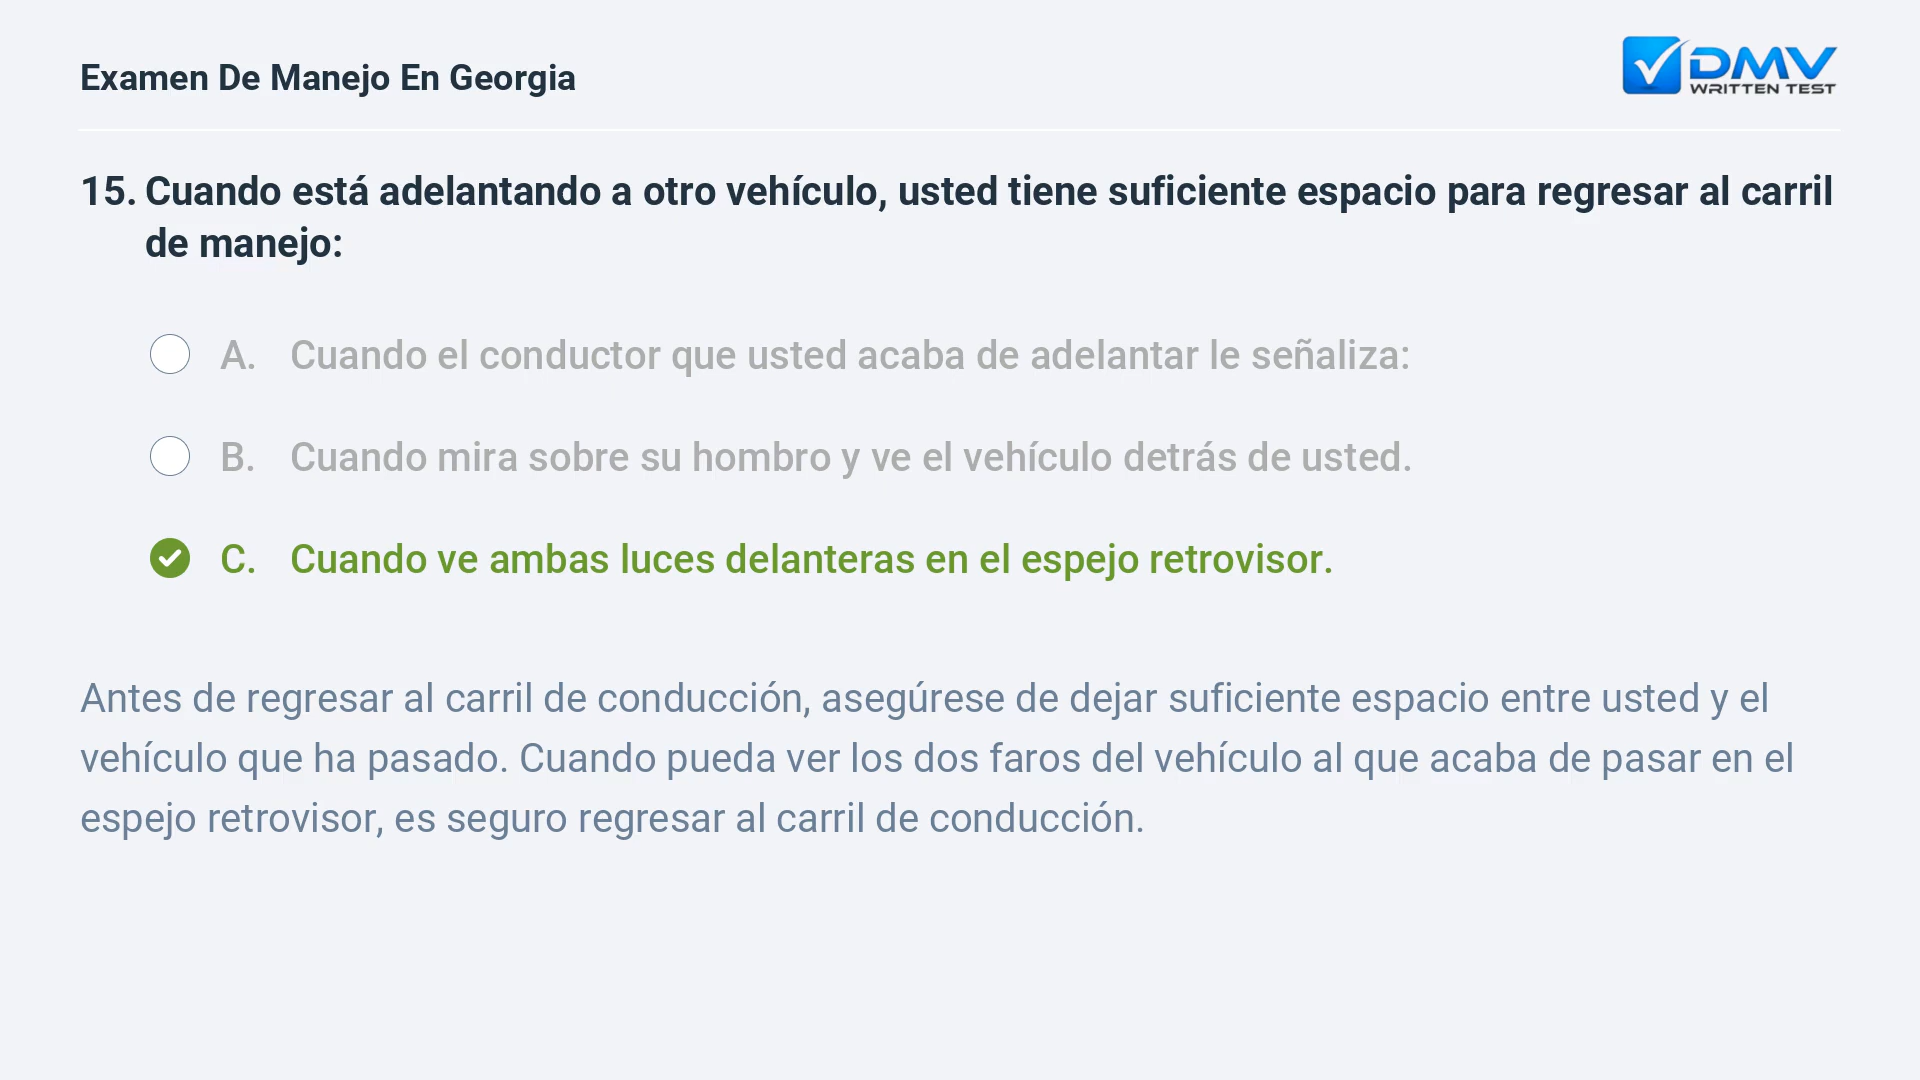 Examen De Manejo En Georgia
DMV
WRITTEN TEST
15. Cuando está adelantando a otro vehículo, usted tiene suficiente espacio para regresar al carril
de manejo:
A. Cuando el conductor que usted acaba de adelantar le señaliza:
B. Cuando mira sobre su hombro y ve el vehículo detrás de usted.
C. Cuando ve ambas luces delanteras en el espejo retrovisor.
Antes de regresar al carril de conducción, asegúrese de dejar suficiente espacio entre usted y el
vehículo que ha pasado. Cuando pueda ver los dos faros del vehículo al que acaba de pasar en el
espejo retrovisor, es seguro regresar al carril de conducción.